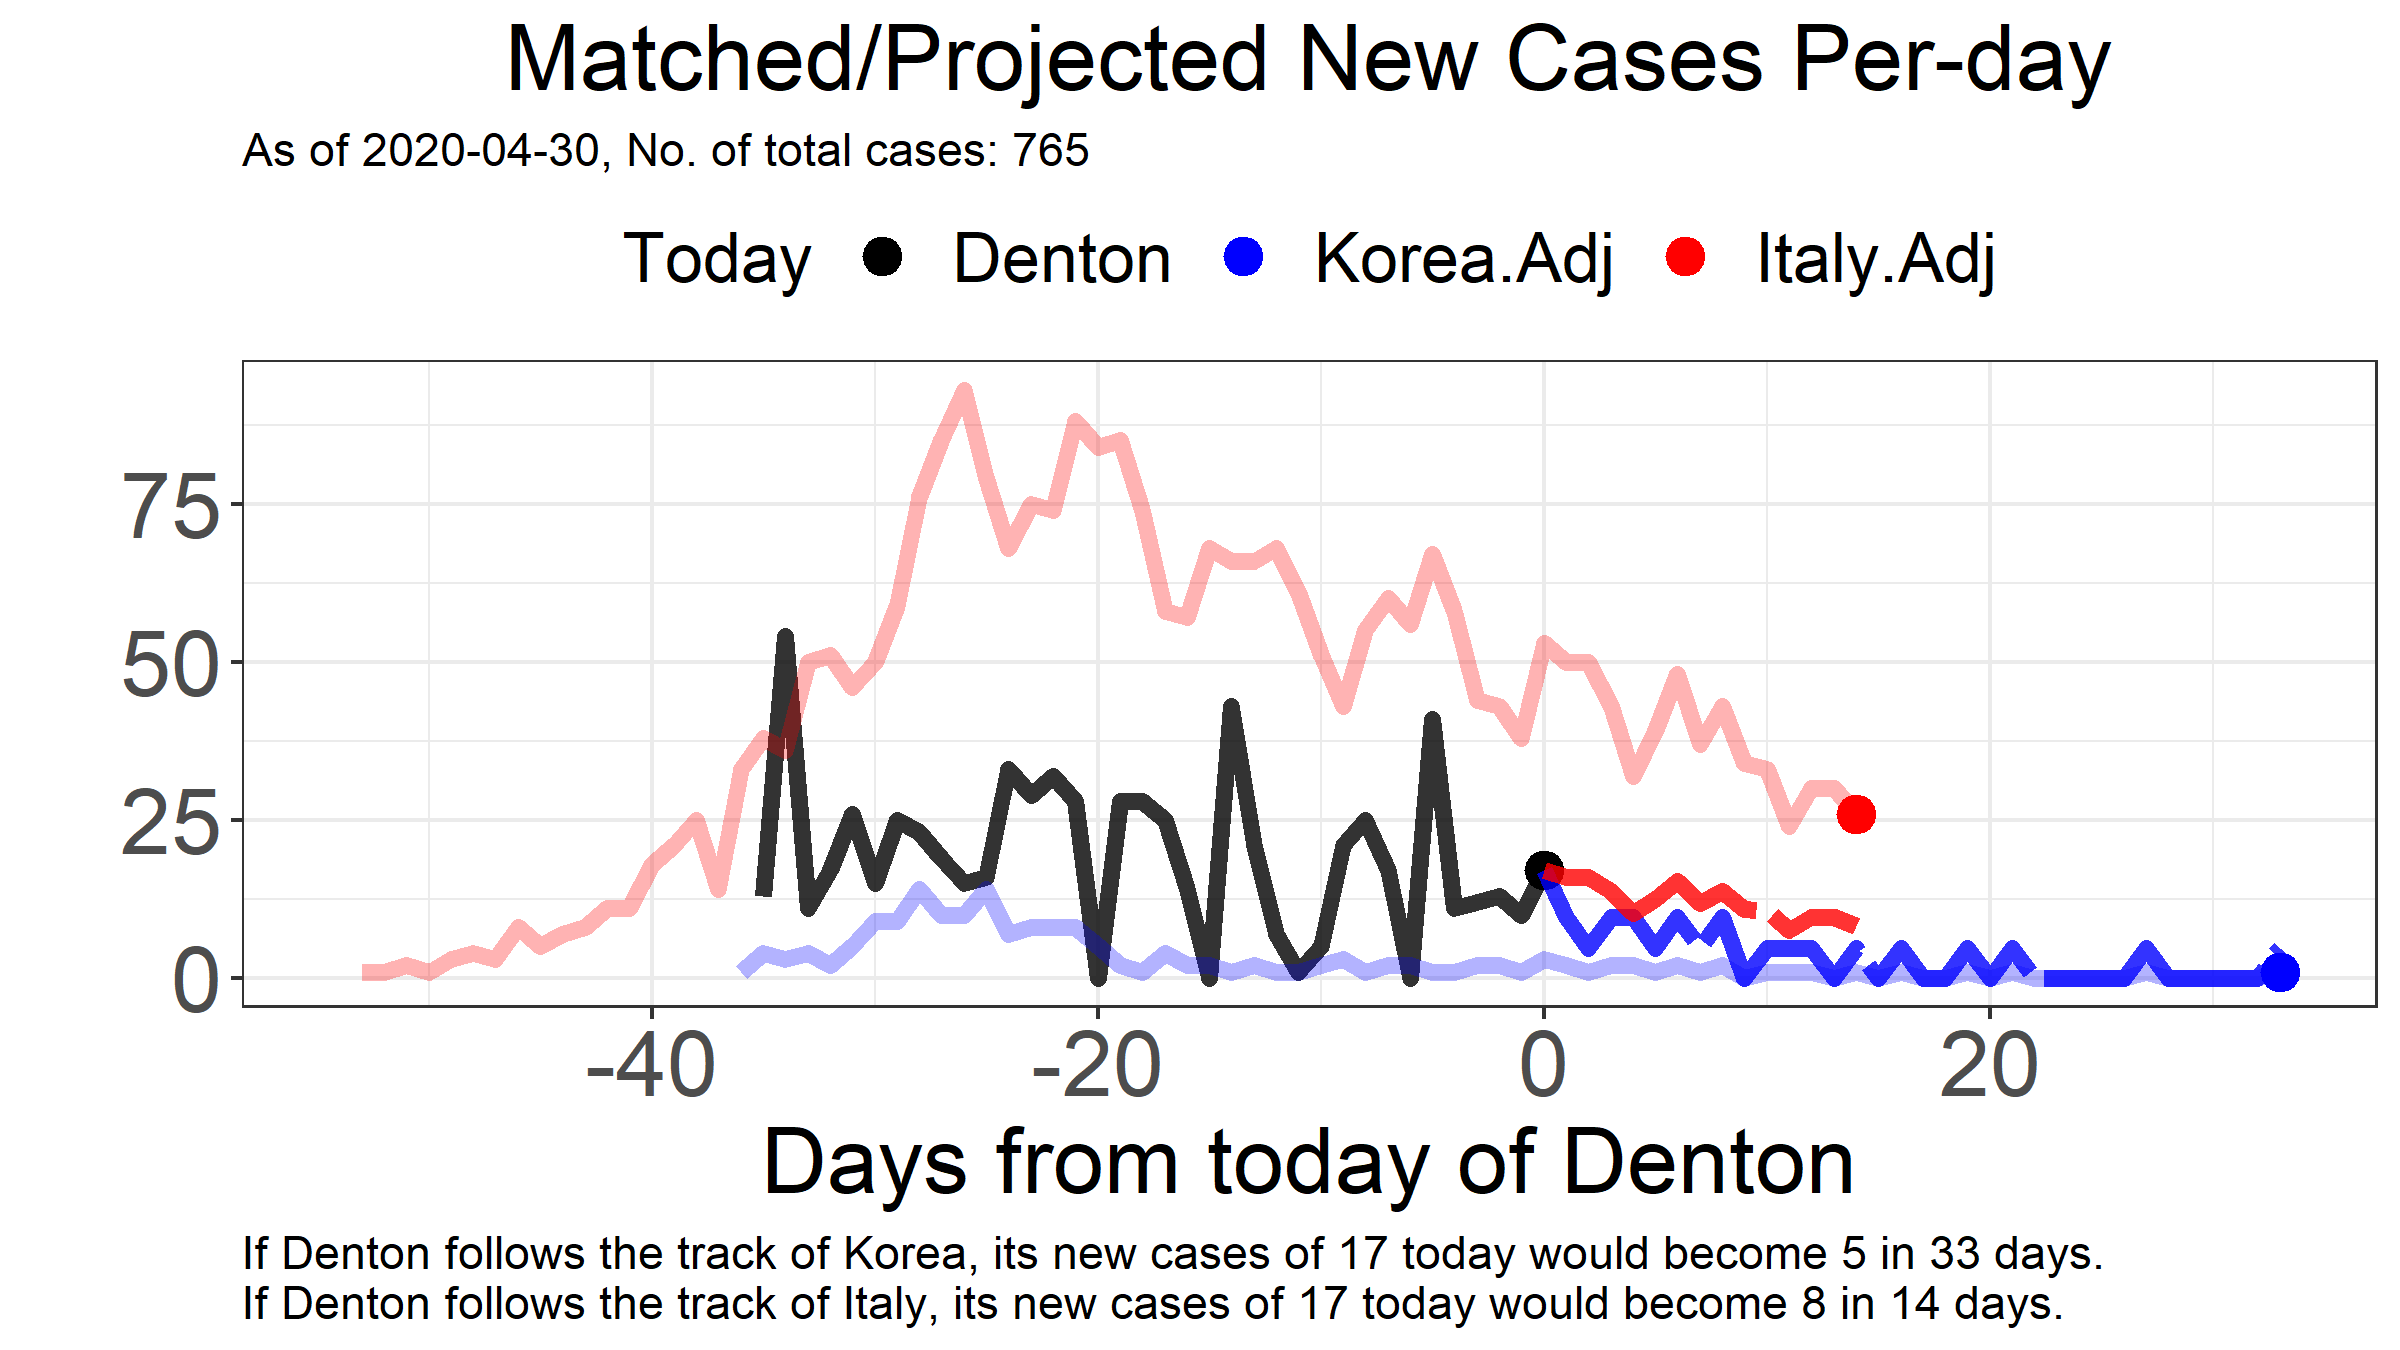 Matched/Projected New Cases Per-day
As of 2020-04-30, No. of total cases: 765
Today Denton Korea.Adj Italy.Adj
75
50
25
0
-40 -20 0 20
Days from today of Denton
If Denton follows the track of Korea, its new cases of 17 today would become 5 in 33 days.
If Denton follows the track of Italy, its new cases of 17 today would become 8 in 14 days.